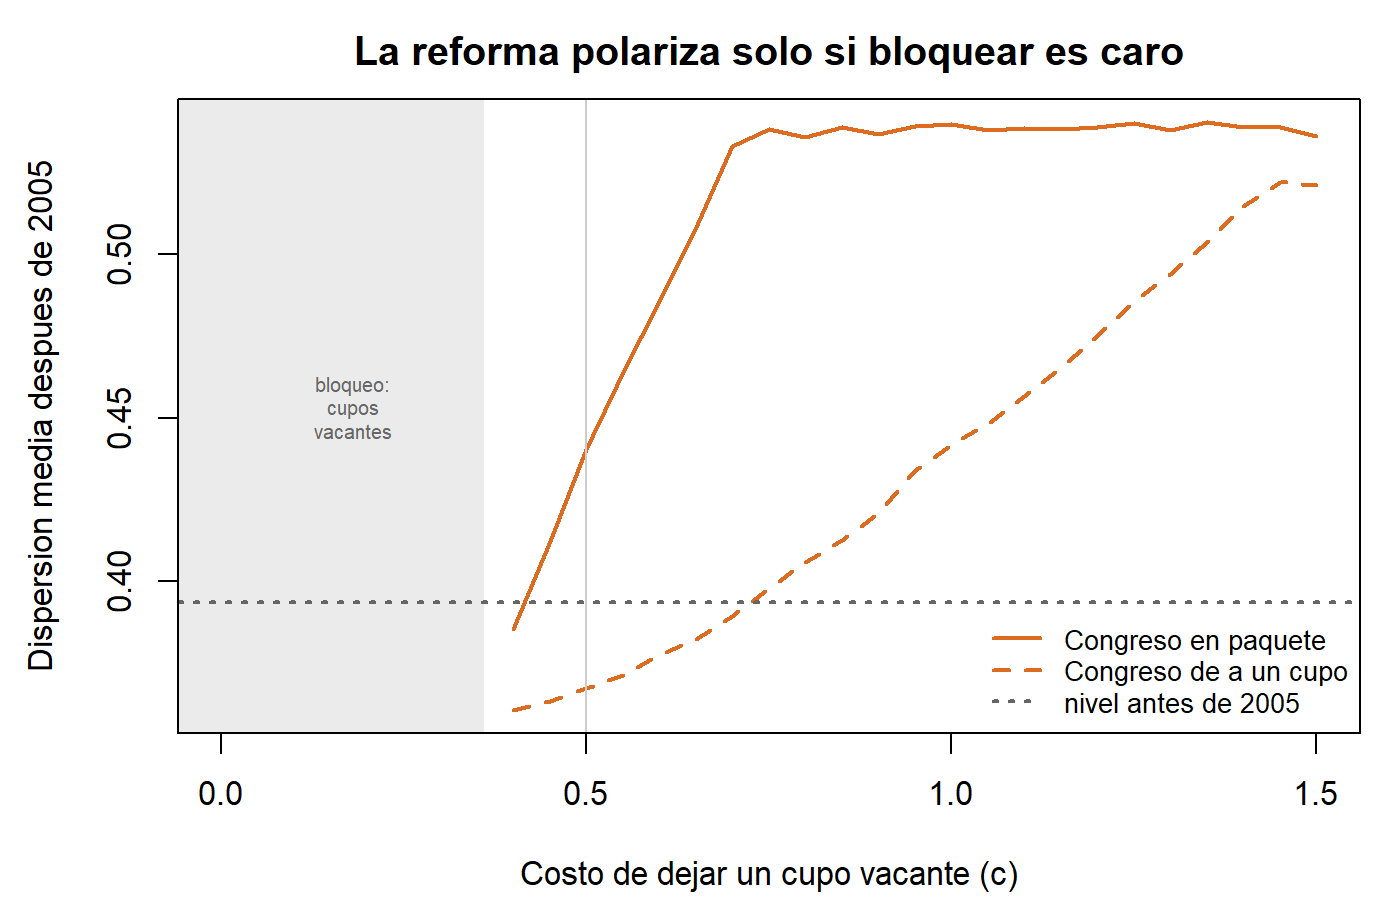 La reforma polariza solo si bloquear es caro
Dispersion media despues de 2005
0.50
0.45
0.40
bloqueo:
cupos
vacantes
Congreso en paquete
Congreso de a un cupo
nivel antes de 2005
0.0
0.5
1.0
1.5
Costo de dejar un cupo vacante (c)